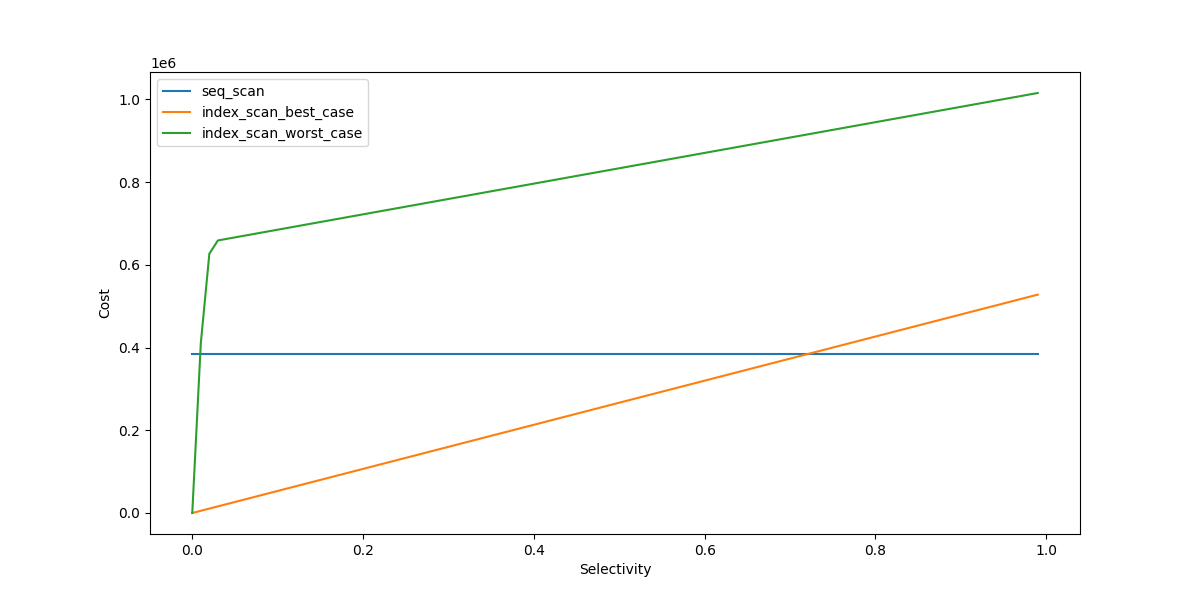 1e6
seq_scan
index_scan_best_case
index_scan_worst_case
1.0
0.8
0.6
0.4
0.2
0.0
Cost
0.0 0.2 0.4 0.6 0.8 1.0
Selectivity